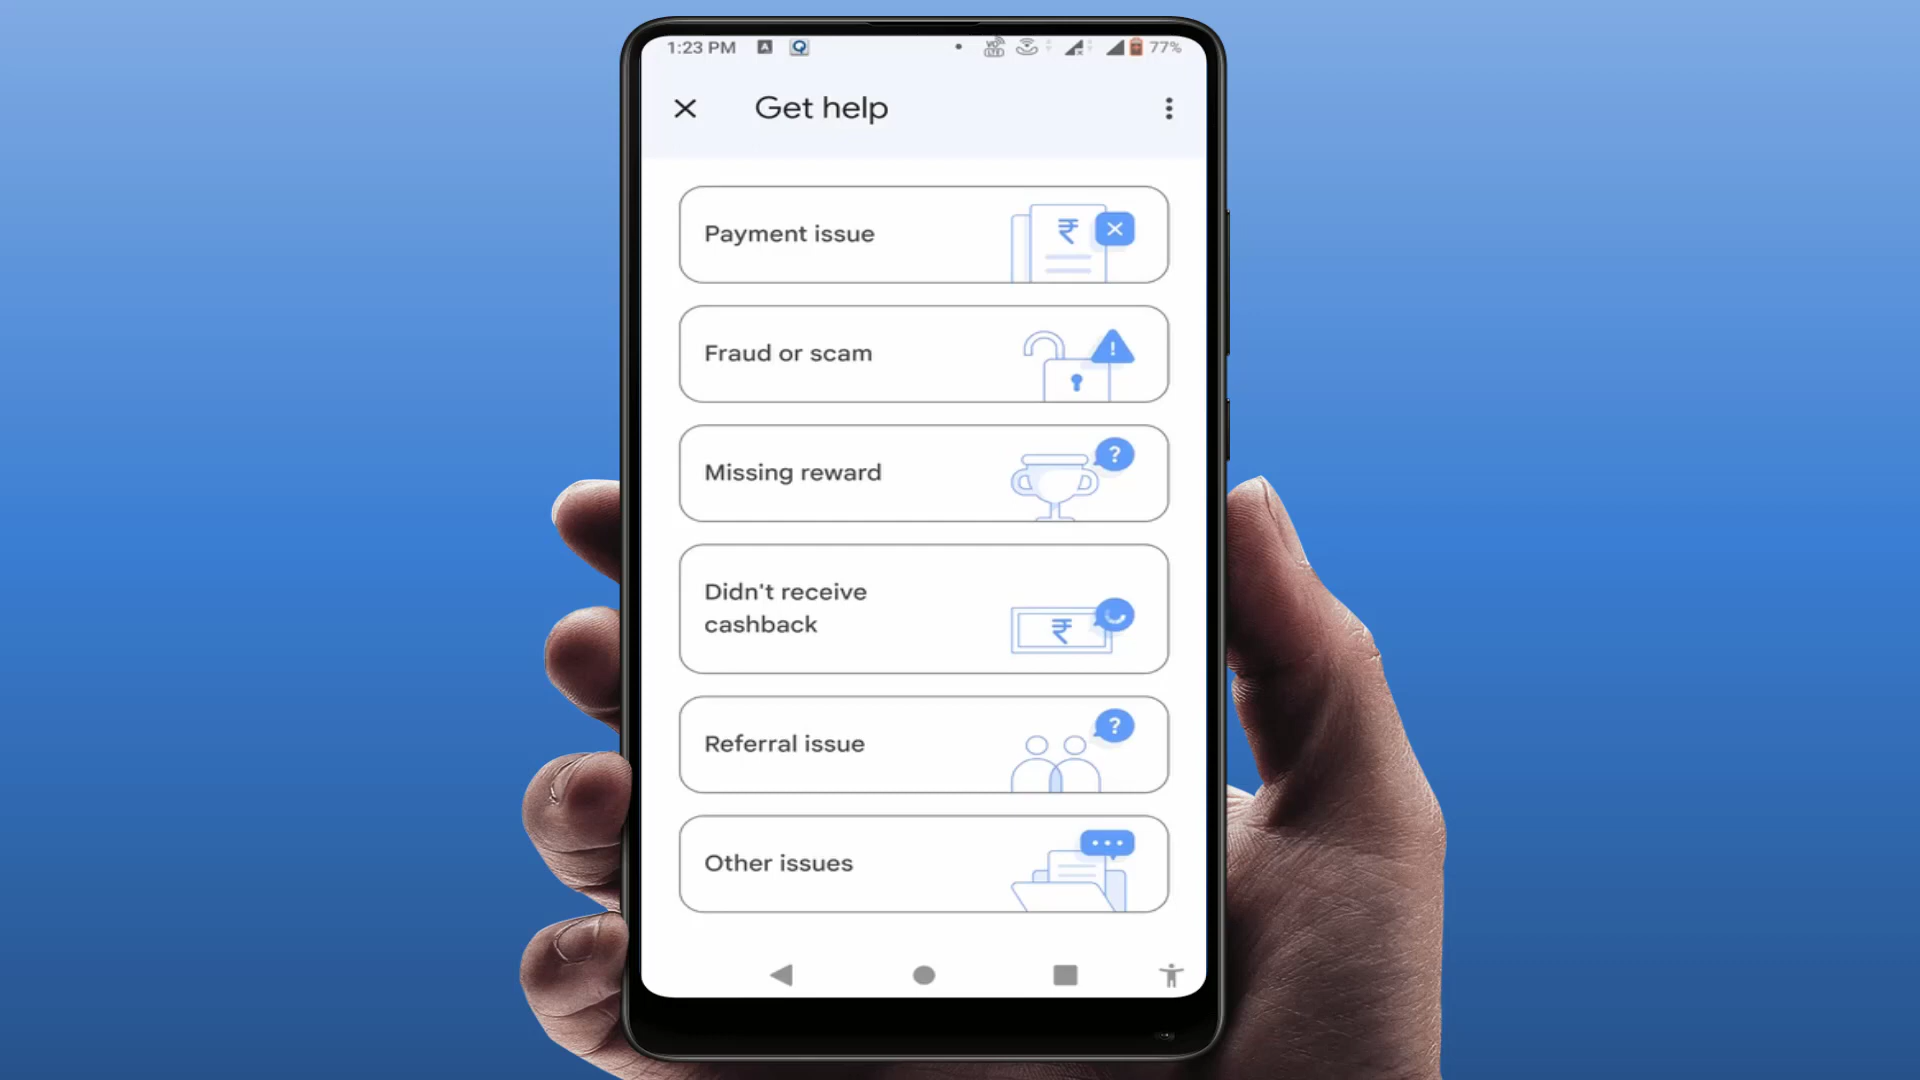 1:23 PM
77%
Get help
Payment issue
₹
Fraud or scam
!
Missing reward
?
Didn't receive
cashback
₹
Referral issue
?
Other issues